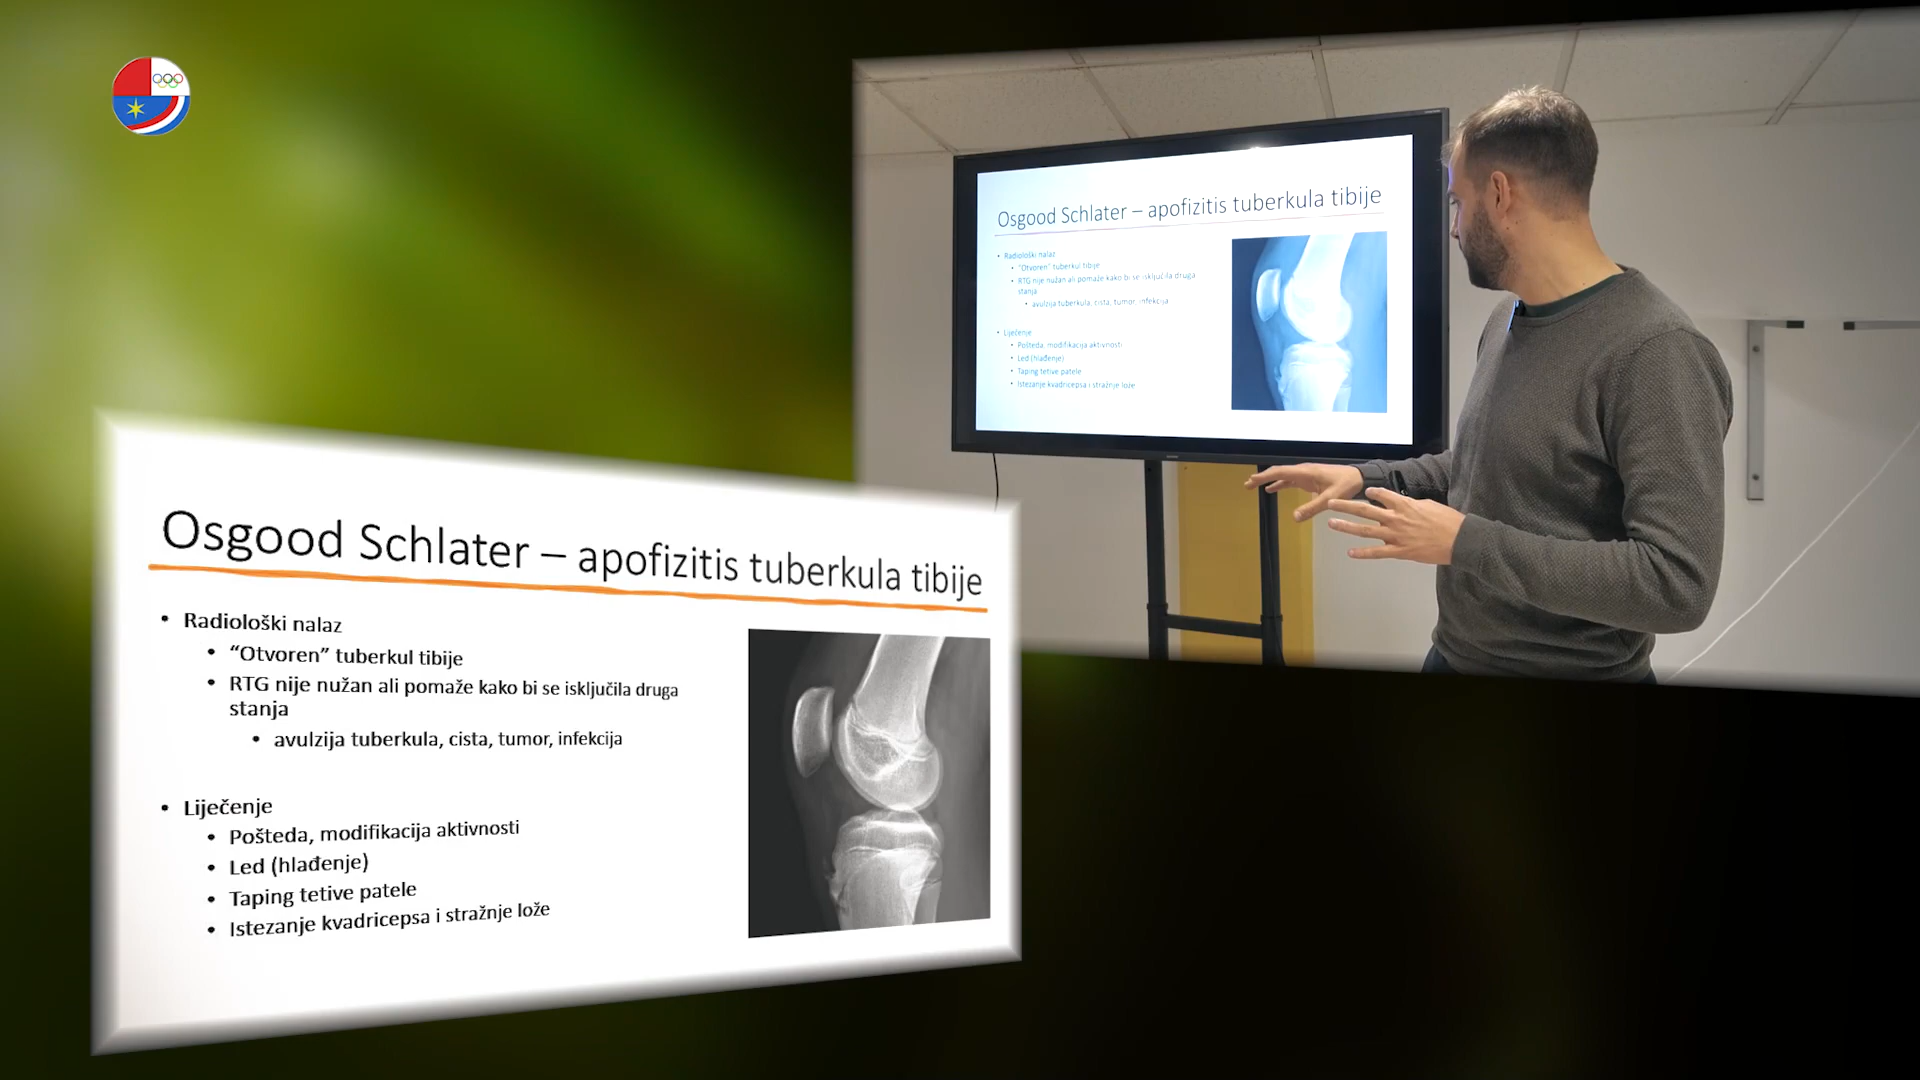 Osgood Schlater – apofizitis tuberkula tibije
• Radiološki nalaz
• “Otvoren” tuberkul tibije
• RTG nije nužan ali pomaže kako bi se isključila druga
stanja
• avulzija tuberkula, cista, tumor, infekcija
• Liječenje
• Pošteda, modifikacija aktivnosti
• Led (hlađenje)
• Taping tetive patele
• Istezanje kvadricepsa i stražnje lože
Osgood Schlater – apofizitis tuberkula tibije
• Radiološki nalaz
• “Otvoren” tuberkul tibije
• RTG nije nužan ali pomaže kako bi se isključila druga
stanja
• avulzija tuberkula, cista, tumor, infekcija
• Liječenje
• Pošteda, modifikacija aktivnosti
• Led (hlađenje)
• Taping tetive patele
• Istezanje kvadricepsa i stražnje lože